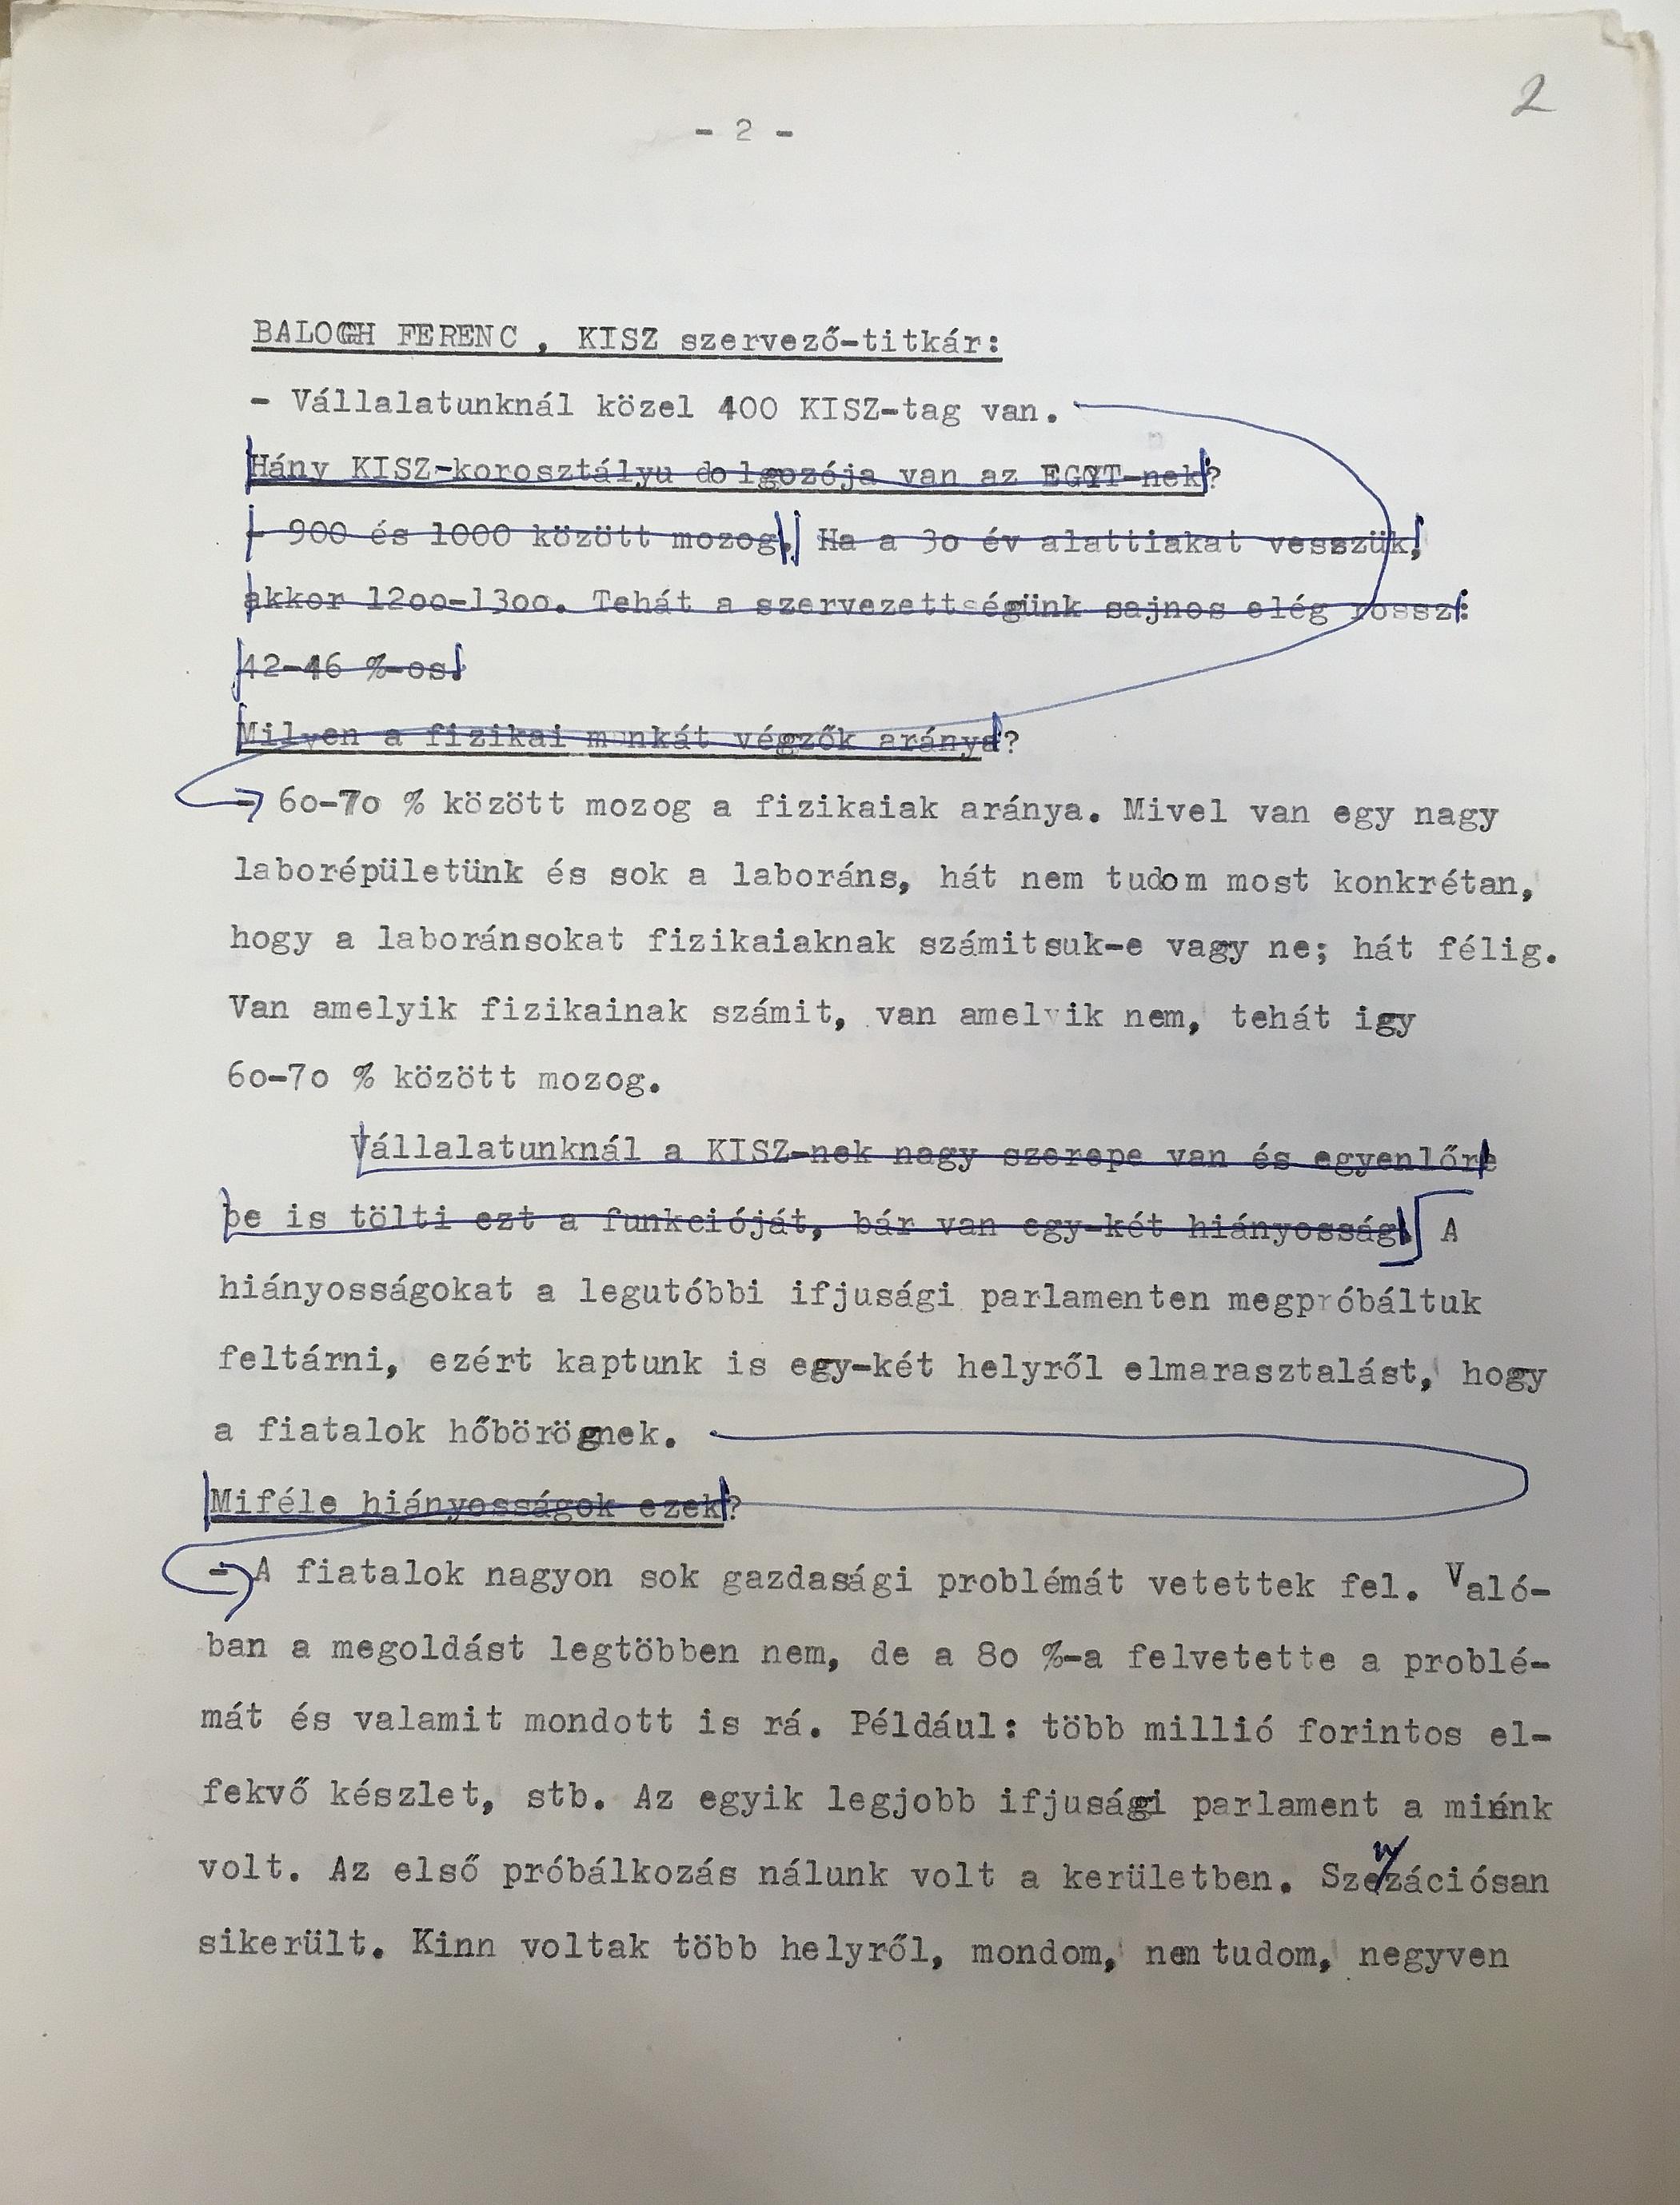 2
- 2 -
BALOGH FERENC , KISZ szervező-titkár:
- Vállalatunknál közel 400 KISZ-tag van.
Hány KISZ-korosztályu dolgozója van az EGYT-nek?
- 900 és 1000 között mozog. Ha a 3o év alattiakat vesszük,
akkor 12oo-13oo. Tehát a szervezettségünk sajnos elég rossz:
42-46 %-os.
Milyen a fizikai munkát végzők aránya?
- 6o-7o % között mozog a fizikaiak aránya. Mivel van egy nagy
laborépületünk és sok a laboráns, hát nem tudom most konkrétan,
hogy a laboránsokat fizikaiaknak számitsuk-e vagy ne; hát félig.
Van amelyik fizikainak számit, van amelyik nem, tehát igy
6o-7o % között mozog.
Vállalatunknál a KISZ-nek nagy szerepe van és egyenlőre
be is tölti ezt a funkcióját, bár van egy-két hiányosság. A
hiányosságokat a legutóbbi ifjusági parlamenten megpróbáltuk
feltárni, ezért kaptunk is egy-két helyről elmarasztalást, hogy
a fiatalok hőbörögnek.
Miféle hiányosságok ezek?
- A fiatalok nagyon sok gazdasági problémát vetettek fel. Való-
ban a megoldást legtöbben nem, de a 8o %-a felvetette a problé-
mát és valamit mondott is rá. Például: több millió forintos el-
fekvő készlet, stb. Az egyik legjobb ifjusági parlament a miénk
volt. Az első próbálkozás nálunk volt a kerületben. Szenzációsan
sikerült. Kinn voltak több helyről, mondom, nem tudom, negyven